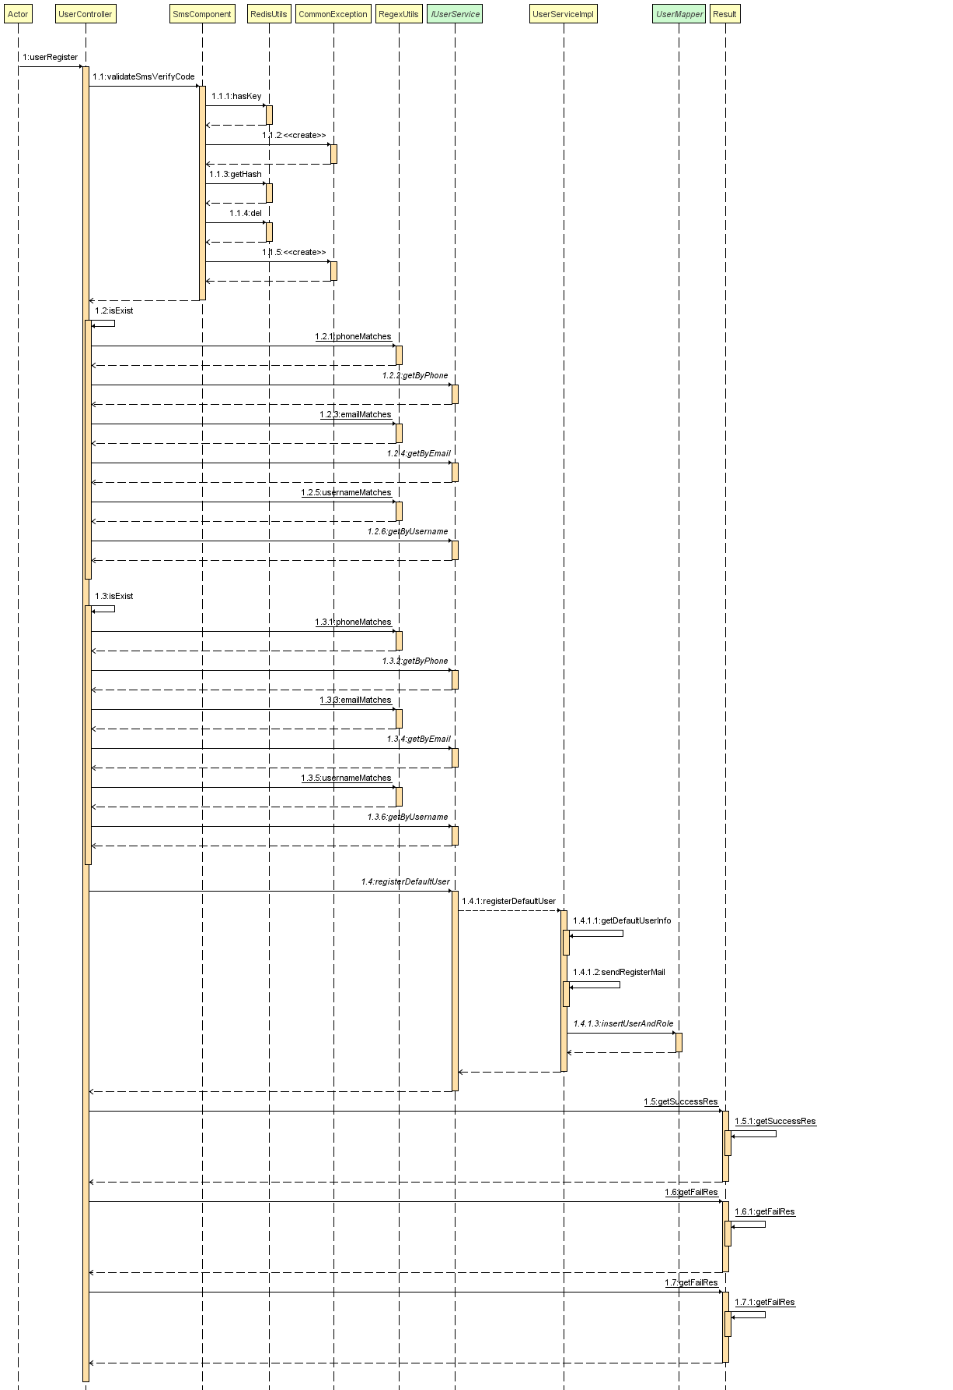 Actor UserController SmsComponent RedisUtils CommonException RegexUtils IUserService UserServiceImpl UserMapper Result
1:userRegister
1.1:validateSmsVerifyCode
1.1.1:hasKey
1.1.2:<<create>>
1.1.3:getHash
1.1.4:del
1.1.5:<<create>>
1.2:isExist
1.2.1:phoneMatches
1.2.2:getByPhone
1.2.3:emailMatches
1.2.4:getByEmail
1.2.5:usernameMatches
1.2.6:getByUsername
1.3:isExist
1.3.1:phoneMatches
1.3.2:getByPhone
1.3.3:emailMatches
1.3.4:getByEmail
1.3.5:usernameMatches
1.3.6:getByUsername
1.4:registerDefaultUser
1.4.1:registerDefaultUser
1.4.1.1:getDefaultUserInfo
1.4.1.2:sendRegisterMail
1.4.1.3:insertUserAndRole
1.5:getSuccessRes
1.5.1:getSuccessRes
1.6:getFailRes
1.6.1:getFailRes
1.7:getFailRes
1.7.1:getFailRes